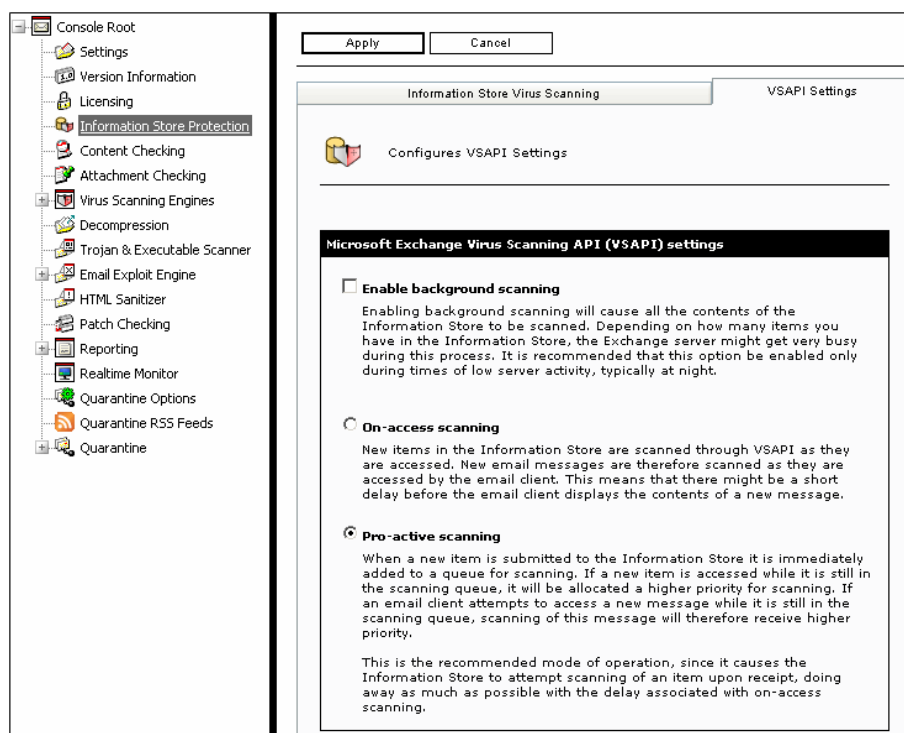 Console Root
Settings
Version Information
Licensing
Information Store Protection
Content Checking
Attachment Checking
Virus Scanning Engines
Decompression
Trojan & Executable Scanner
Email Exploit Engine
HTML Sanitizer
Patch Checking
Reporting
Realtime Monitor
Quarantine Options
Quarantine RSS Feeds
Quarantine
Apply
Cancel
Information Store Virus Scanning
VSAPI Settings
Configures VSAPI Settings
Microsoft Exchange Virus Scanning API (VSAPI) settings
Enable background scanning
Enabling background scanning will cause all the contents of the
Information Store to be scanned. Depending on how many items you
have in the Information Store, the Exchange server might get very busy
during this process. It is recommended that this option be enabled only
during times of low server activity, typically at night.
On-access scanning
New items in the Information Store are scanned through VSAPI as they
are accessed. New email messages are therefore scanned as they are
accessed by the email client. This means that there might be a short
delay before the email client displays the contents of a new message.
Pro-active scanning
When a new item is submitted to the Information Store it is immediately
added to a queue for scanning. If a new item is accessed while it is still in
the scanning queue, it will be allocated a higher priority for scanning. If
an email client attempts to access a new message while it is still in the
scanning queue, scanning of this message will therefore receive higher
priority.
This is the recommended mode of operation, since it causes the
Information Store to attempt scanning of an item upon receipt, doing
away as much as possible with the delay associated with on-access
scanning.